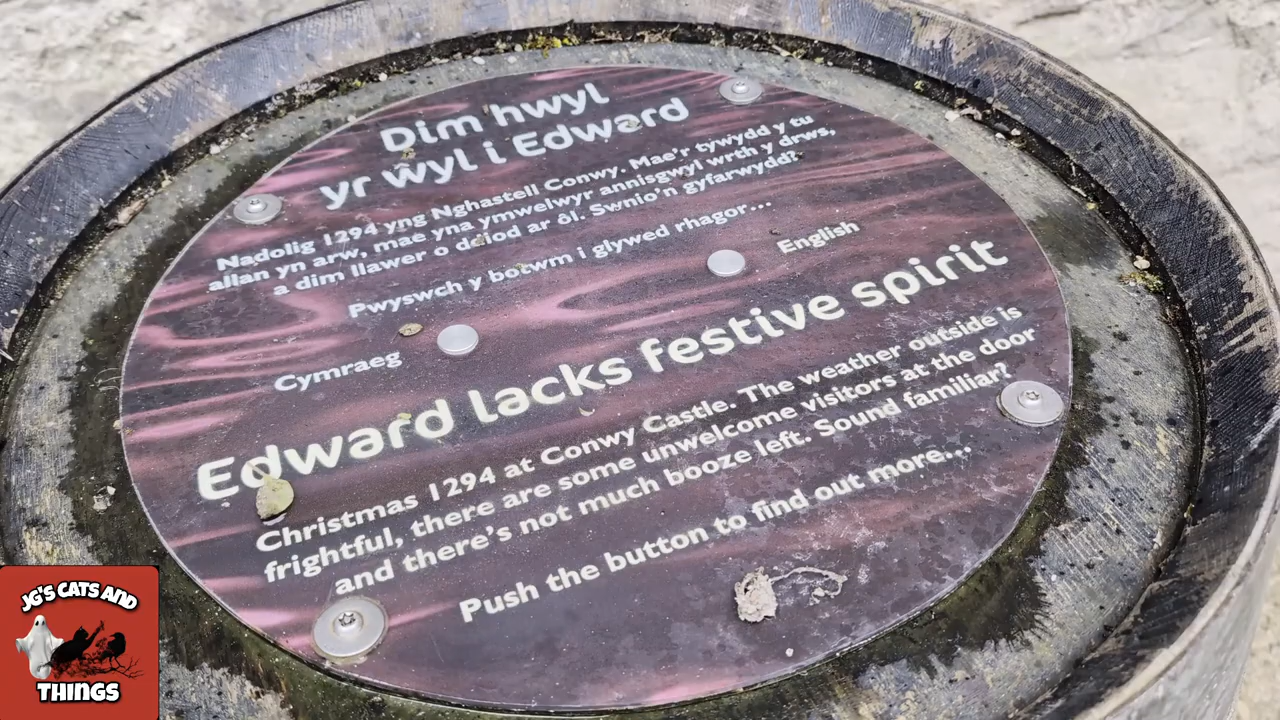 Dim hwyl
yr ŵyl i Edward
Nadolig 1294 yng Nghastell Conwy. Mae'r tywydd y tu
allan yn arw, mae yna ymwelwyr annisgwyl wrth y drws,
a dim llawer o ddiod ar ôl. Swnio'n gyfarwydd?
Pwyswch y botwm i glywed rhagor...
English
Cymraeg
Edward lacks festive spirit
Christmas 1294 at Conwy Castle. The weather outside is
frightful, there are some unwelcome visitors at the door
and there's not much booze left. Sound familiar?
Push the button to find out more...
JG'S CATS AND
THINGS